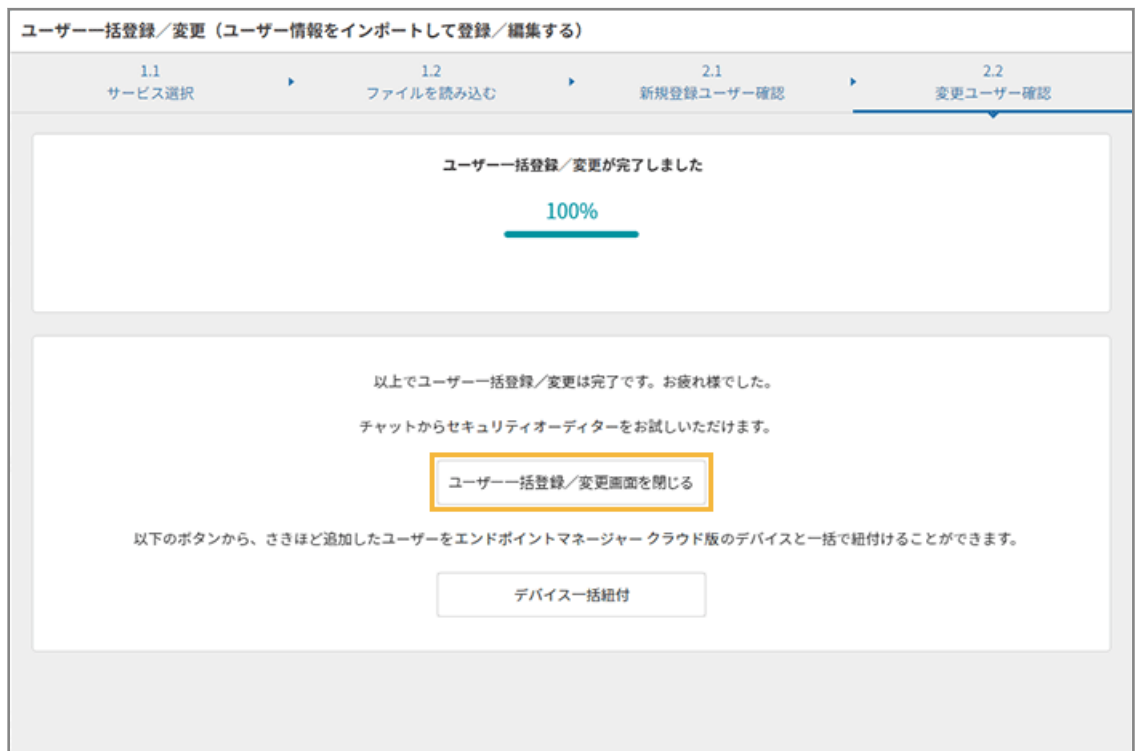 ユーザー一括登録／変更（ユーザー情報をインポートして登録／編集する）
1.1
サービス選択
1.2
ファイルを読み込む
2.1
新規登録ユーザー確認
2.2
変更ユーザー確認
ユーザー一括登録／変更が完了しました
100%
以上でユーザー一括登録／変更は完了です。お疲れ様でした。
チャットからセキュリティオーディターをお試しいただけます。
ユーザー一括登録／変更画面を閉じる
以下のボタンから、さきほど追加したユーザーをエンドポイントマネージャー クラウド版のデバイスと一括で紐付けることができます。
デバイス一括紐付